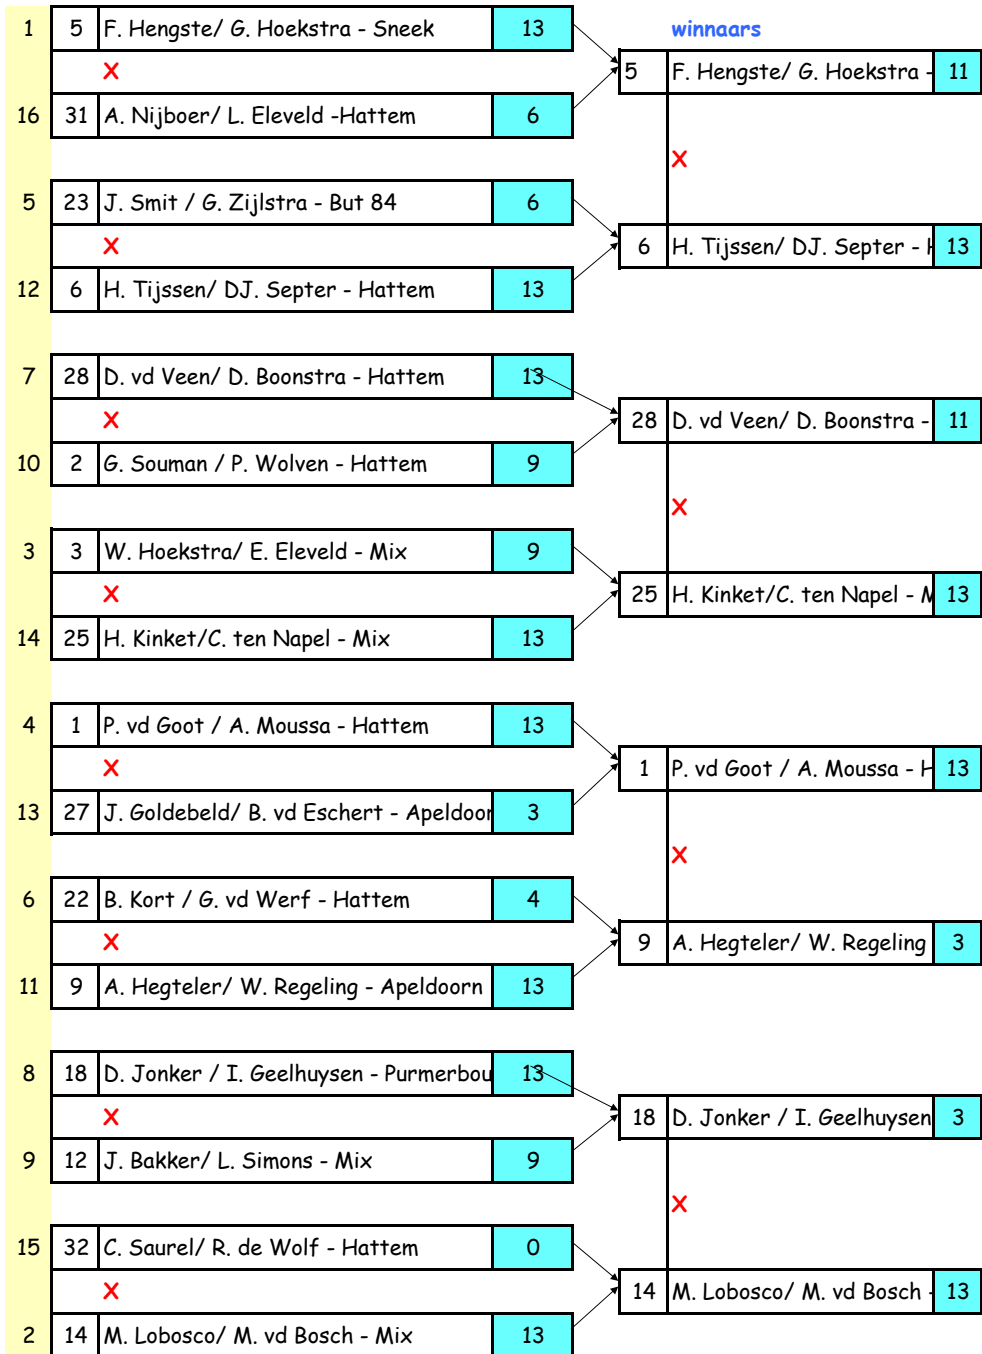 1 5 F. Hengste/ G. Hoekstra - Sneek 13
winnaars
X
5 F. Hengste/ G. Hoekstra - 11
16 31 A. Nijboer/ L. Eleveld -Hattem 6
X
5 23 J. Smit / G. Zijlstra - But 84 6
X
6 H. Tijssen/ DJ. Septer - 13
12 6 H. Tijssen/ DJ. Septer - Hattem 13
7 28 D. vd Veen/ D. Boonstra - Hattem 13
X
28 D. vd Veen/ D. Boonstra - 11
10 2 G. Souman / P. Wolven - Hattem 9
X
3 3 W. Hoekstra/ E. Eleveld - Mix 9
X
25 H. Kinket/C. ten Napel - 13
14 25 H. Kinket/C. ten Napel - Mix 13
4 1 P. vd Goot / A. Moussa - Hattem 13
X
1 P. vd Goot / A. Moussa - 13
13 27 J. Goldebeld/ B. vd Eschert - Apeldoor 3
X
6 22 B. Kort / G. vd Werf - Hattem 4
X
9 A. Hegteler/ W. Regeling 3
11 9 A. Hegteler/ W. Regeling - Apeldoorn 13
8 18 D. Jonker / I. Geelhuysen - Purmerbou 13
X
18 D. Jonker / I. Geelhuysen 3
9 12 J. Bakker/ L. Simons - Mix 9
X
15 32 C. Saurel/ R. de Wolf - Hattem 0
X
14 M. Lobosco/ M. vd Bosch - 13
2 14 M. Lobosco/ M. vd Bosch - Mix 13